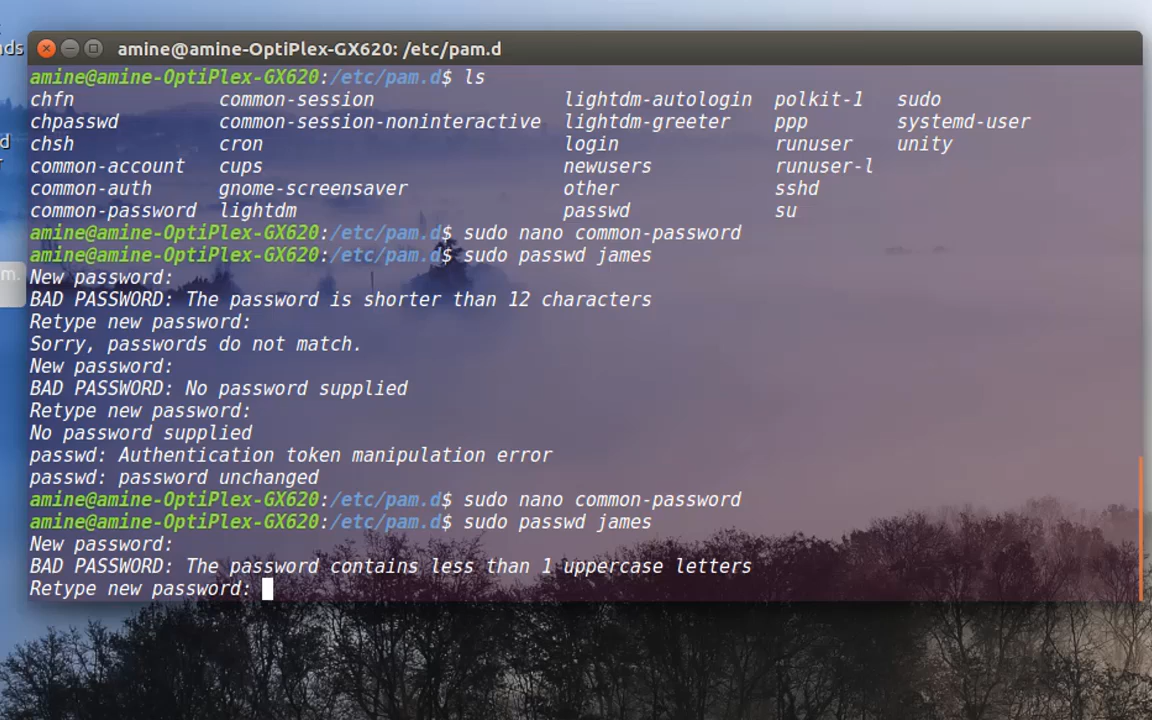 nds
amine@amine-OptiPlex-GX620: /etc/pam.d
amine@amine-OptiPlex-GX620:/etc/pam.d$ ls
chfn common-session lightdm-autologin polkit-1 sudo
chpasswd common-session-noninteractive lightdm-greeter ppp systemd-user
chsh cron login runuser unity
common-account cups newusers runuser-l
common-auth gnome-screensaver other sshd
common-password lightdm passwd su
amine@amine-OptiPlex-GX620:/etc/pam.d$ sudo nano common-password
amine@amine-OptiPlex-GX620:/etc/pam.d$ sudo passwd james
New password:
BAD PASSWORD: The password is shorter than 12 characters
Retype new password:
Sorry, passwords do not match.
New password:
BAD PASSWORD: No password supplied
Retype new password:
No password supplied
passwd: Authentication token manipulation error
passwd: password unchanged
amine@amine-OptiPlex-GX620:/etc/pam.d$ sudo nano common-password
amine@amine-OptiPlex-GX620:/etc/pam.d$ sudo passwd james
New password:
BAD PASSWORD: The password contains less than 1 uppercase letters
Retype new password: